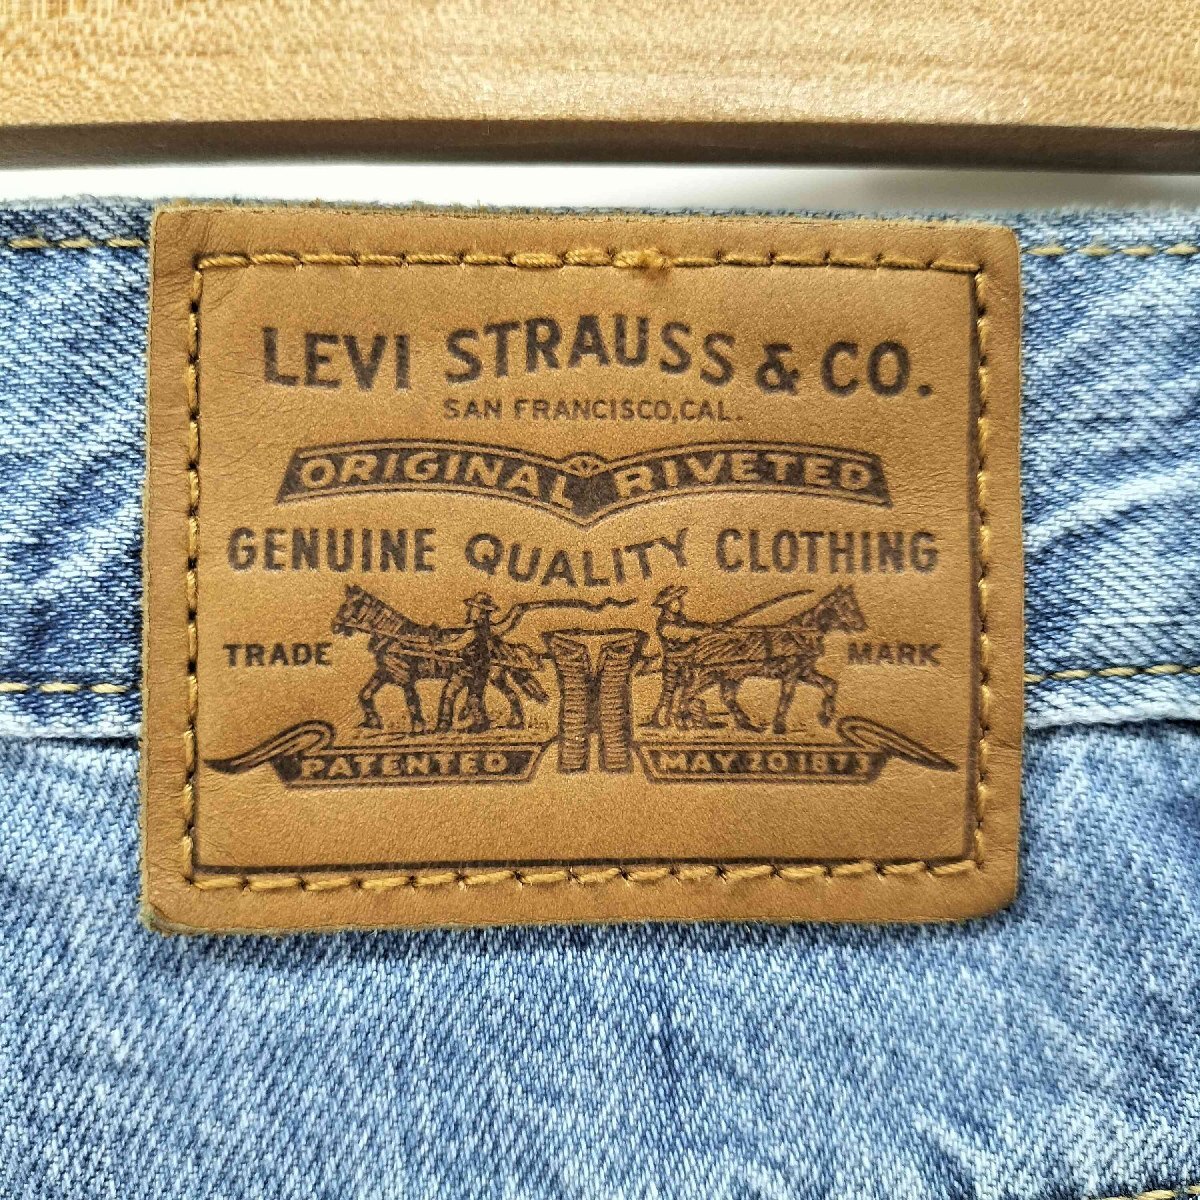 LEVI STRAUSS & CO.
SAN FRANCISCO, CAL.
ORIGINAL RIVETED
GENUINE QUALITY CLOTHING
TRADE MARK
PATENTED MAY 20 1873